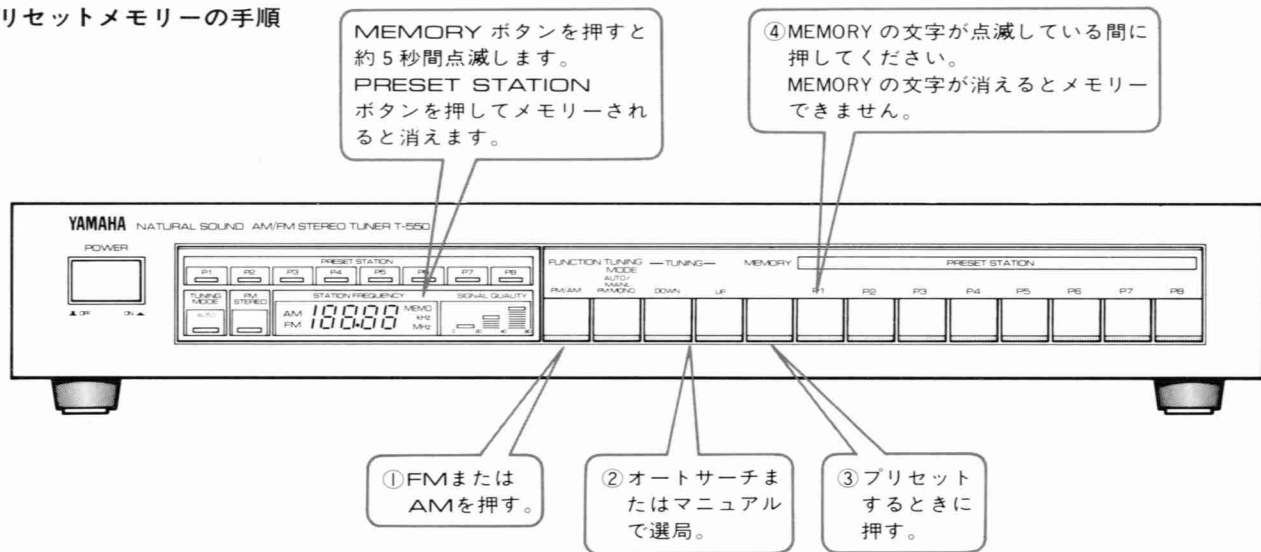 リセットメモリーの手順
MEMORY ボタンを押すと
約5秒間点滅します。
PRESET STATION
ボタンを押してメモリーされ
ると消えます。
④MEMORY の文字が点滅している間に
押してください。
MEMORY の文字が消えるとメモリー
できません。
YAMAHA NATURAL SOUND AM/FM STEREO TUNER T-550
POWER
OFF ON
PRESET STATION
P1 P2 P3 P4 P5 P6 P7 P8
TUNING MODE
AUTO
FM STEREO
STATION FREQUENCY
AM
FM
188.88
MEMO
kHz
MHz
SIGNAL QUALITY
FUNCTION
FM/AM
TUNING MODE
AUTO/
MAN'L
FM MONO
—TUNING—
DOWN UP
MEMORY
PRESET STATION
P1 P2 P3 P4 P5 P6 P7 P8
①FMまたは
AMを押す。
②オートサーチま
たはマニュアル
で選局。
③プリセット
するときに
押す。